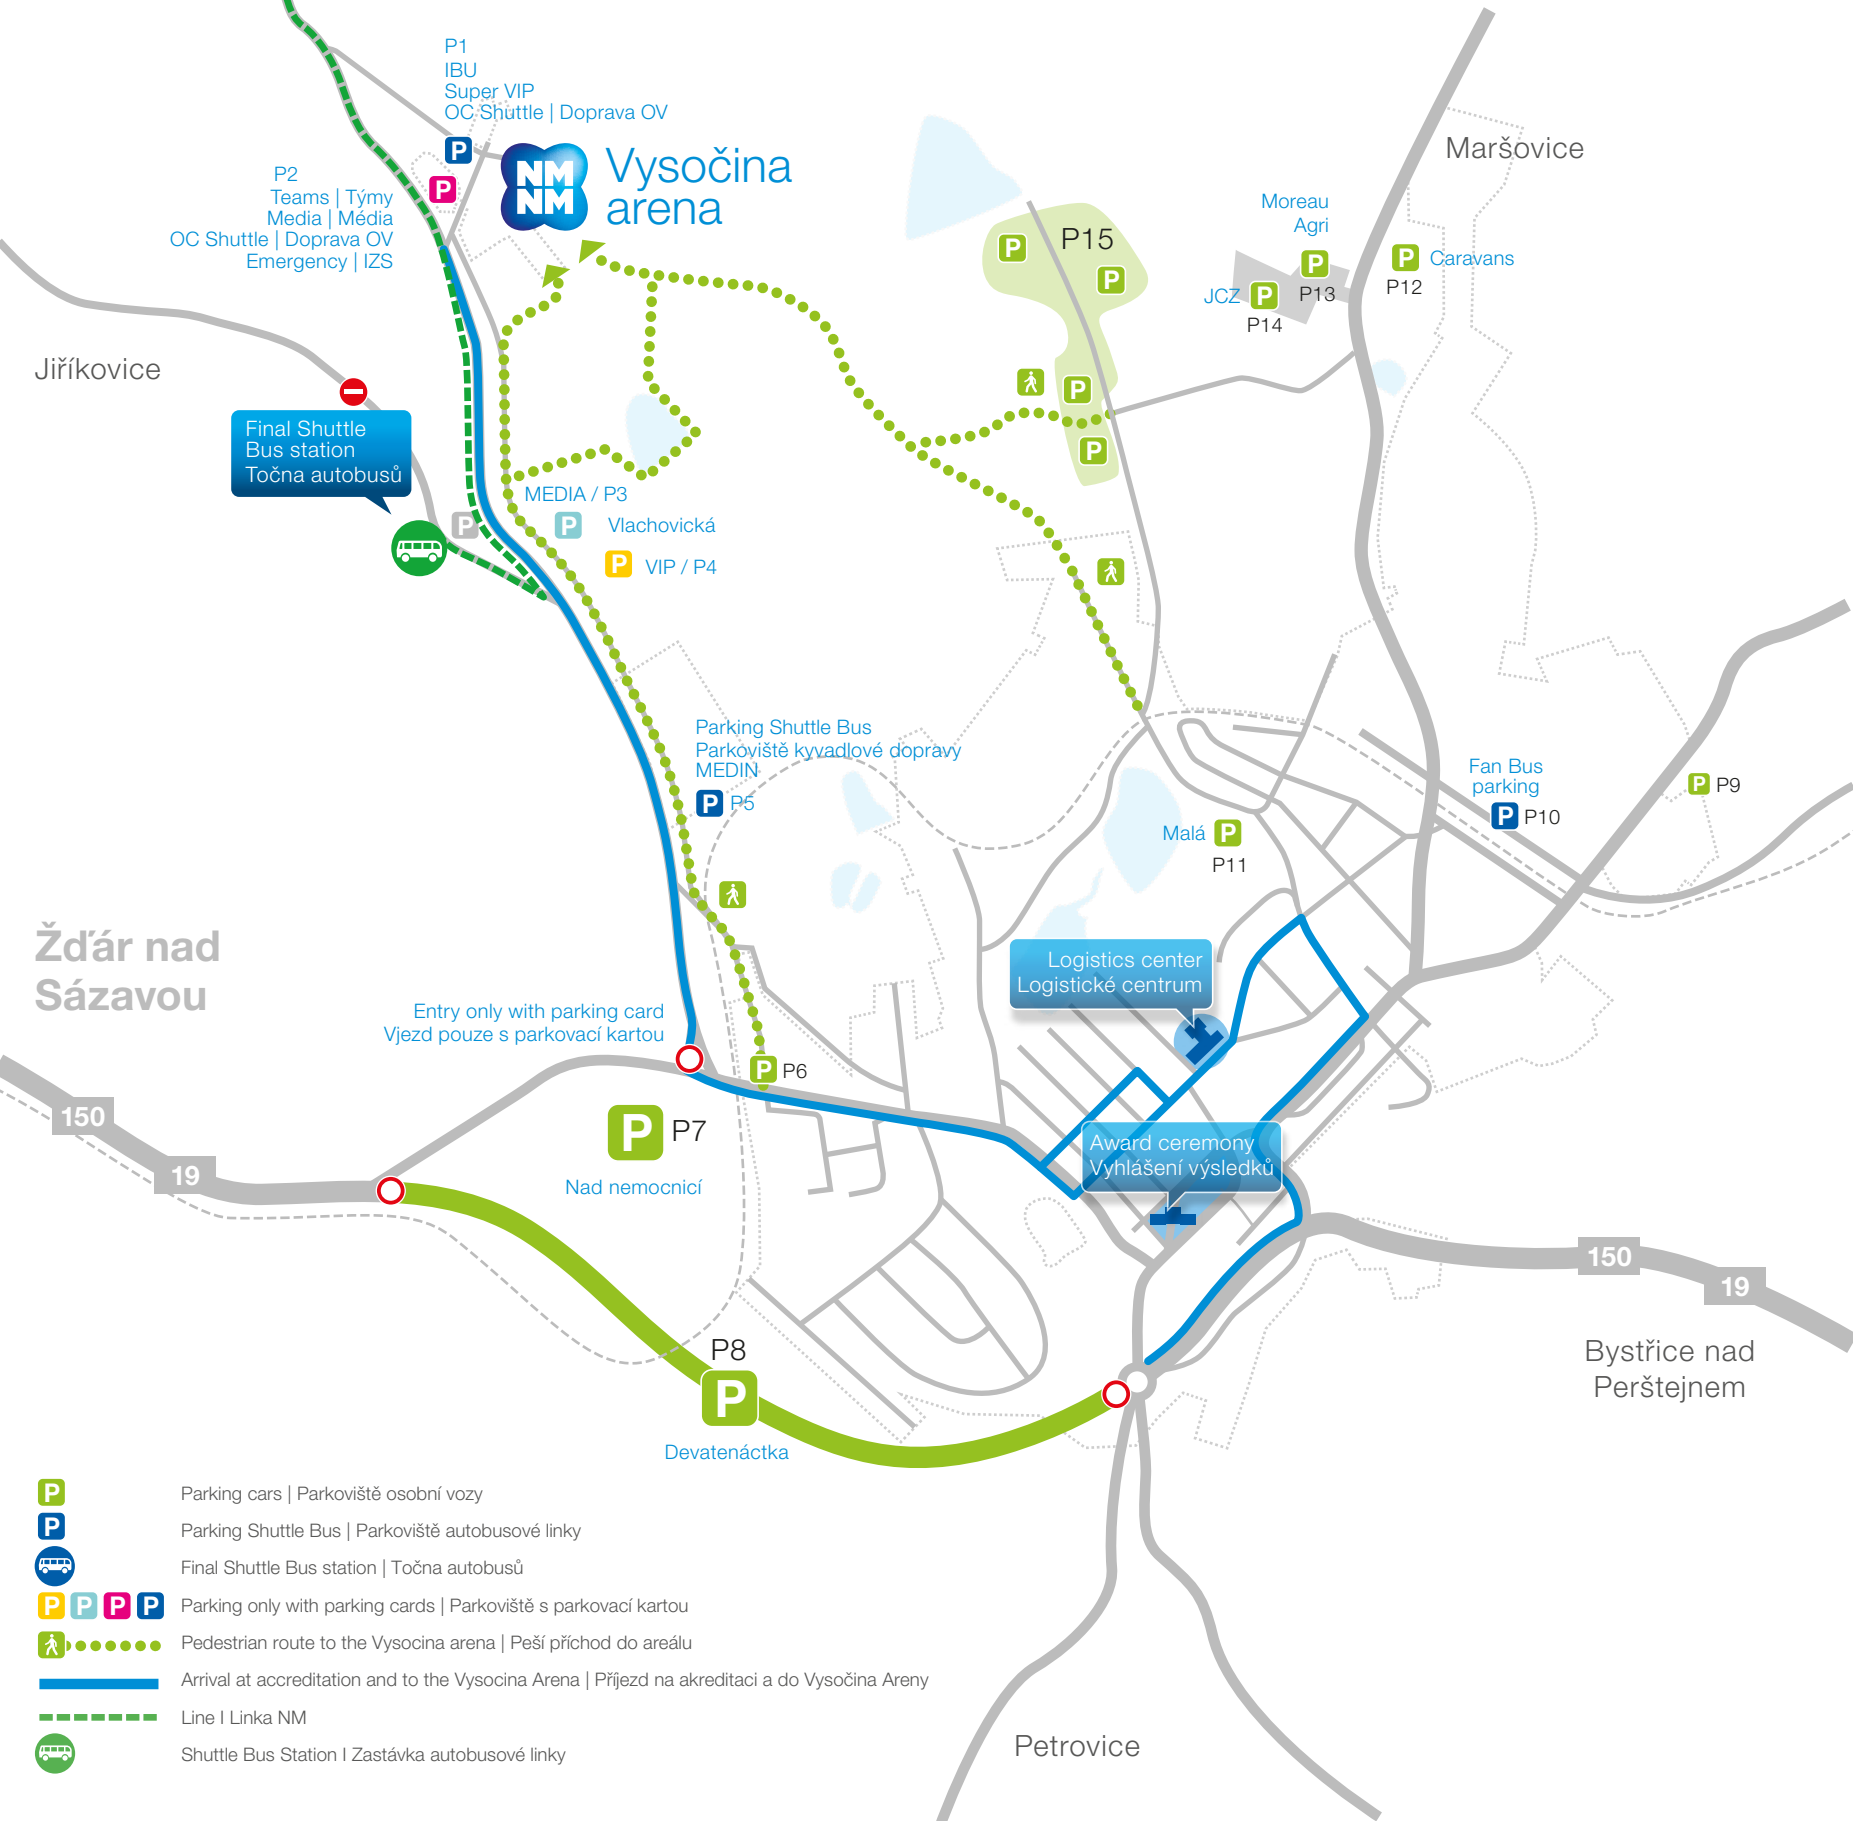 P1
IBU
Super VIP
OC Shuttle | Doprava OV
P
P
P2
Teams | Týmy
Media | Média
OC Shuttle | Doprava OV
Emergency | IZS
NM
NM
Vysočina
arena
Maršovice
P
P15
P
Moreau
Agri
P
P13
P
Caravans
P12
JCZ
P
P14
Jiříkovice
P
P
Final Shuttle
Bus station
Točna autobusů
P
MEDIA / P3
P
Vlachovická
P
VIP / P4
Parking Shuttle Bus
Parkoviště kyvadlové dopravy
MEDIN
P
P5
Fan Bus
parking
P
P10
P
P9
Malá
P
P11
Žďár nad
Sázavou
Logistics center
Logistické centrum
Entry only with parking card
Vjezd pouze s parkovací kartou
P
P6
150
19
P
P7
Nad nemocnicí
Award ceremony
Vyhlášení výsledků
150
19
Bystřice nad
Perštejnem
P8
P
Devatenáctka
P
Parking cars | Parkoviště osobní vozy
P
Parking Shuttle Bus | Parkoviště autobusové linky
Final Shuttle Bus station | Točna autobusů
P P P P
Parking only with parking cards | Parkoviště s parkovací kartou
Pedestrian route to the Vysocina arena | Peší příchod do areálu
Arrival at accreditation and to the Vysocina Arena | Příjezd na akreditaci a do Vysočina Areny
Line I Linka NM
Shuttle Bus Station I Zastávka autobusové linky
Petrovice